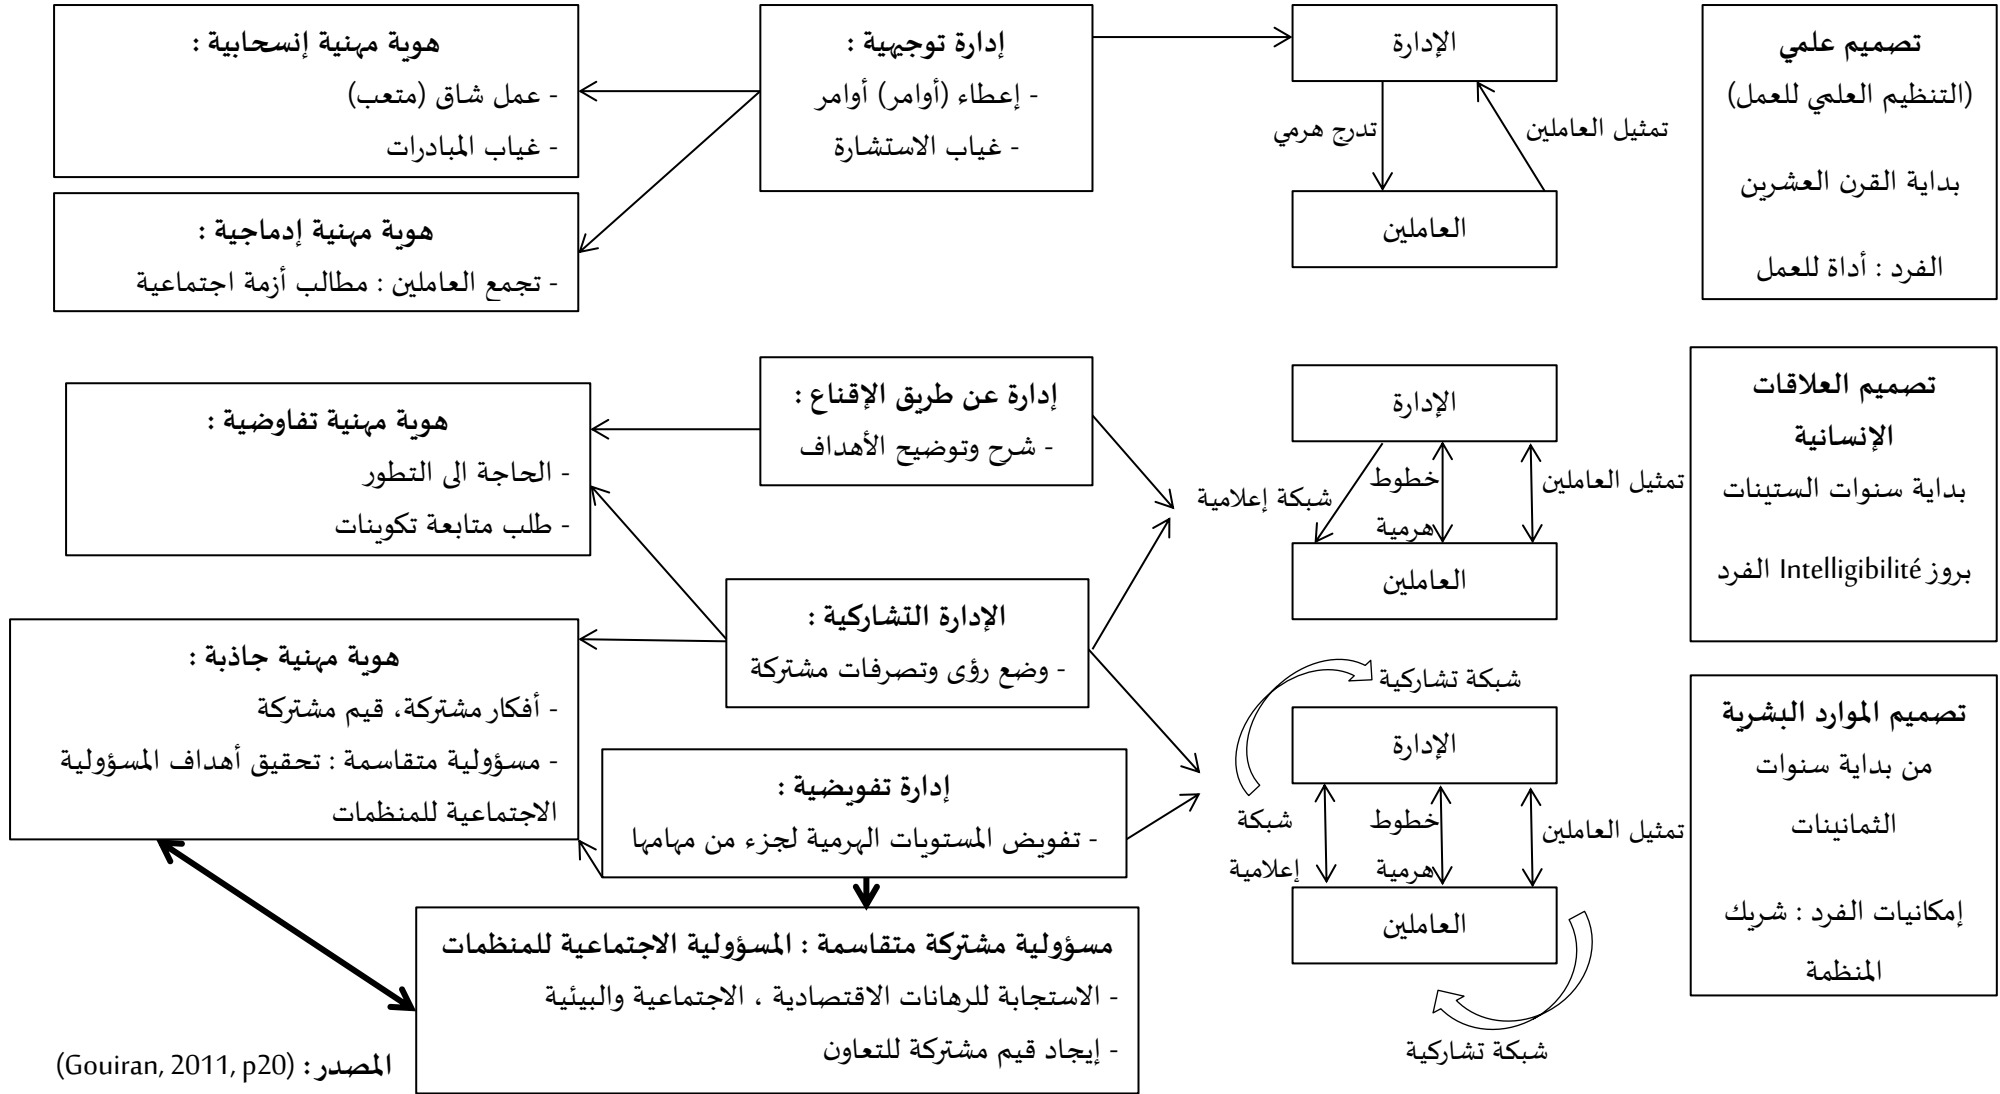 تصميم علمي
(التنظيم العلمي للعمل)
بداية القرن العشرين
الفرد : أداة للعمل
الإدارة
تدرج هرمي
تمثيل العاملين
العاملين
إدارة توجيهية :
- إعطاء (أوامر) أوامر
- غياب الاستشارة
هوية مهنية إنسحابية :
- عمل شاق (متعب)
- غياب المبادرات
هوية مهنية إدماجية :
- تجمع العاملين : مطالب أزمة اجتماعية
تصميم العلاقات
الإنسانية
بداية سنوات الستينات
بروز Intelligibilité الفرد
الإدارة
تمثيل العاملين
خطوط
هرمية
شبكة إعلامية
العاملين
إدارة عن طريق الإقناع :
- شرح وتوضيح الأهداف
هوية مهنية تفاوضية :
- الحاجة الى التطور
- طلب متابعة تكوينات
الإدارة التشاركية :
- وضع رؤى وتصرفات مشتركة
هوية مهنية جاذبة :
- أفكار مشتركة، قيم مشتركة
- مسؤولية متقاسمة : تحقيق أهداف المسؤولية
الاجتماعية للمنظمات
تصميم الموارد البشرية
من بداية سنوات
الثمانينات
إمكانيات الفرد : شريك
المنظمة
شبكة تشاركية
الإدارة
تمثيل العاملين
خطوط
هرمية
شبكة
إعلامية
العاملين
شبكة تشاركية
إدارة تفويضية :
- تفويض المستويات الهرمية لجزء من مهامها
مسؤولية مشتركة متقاسمة : المسؤولية الاجتماعية للمنظمات
- الاستجابة للرهانات الاقتصادية ، الاجتماعية والبيئية
- إيجاد قيم مشتركة للتعاون
المصدر : (Gouiran, 2011, p20)